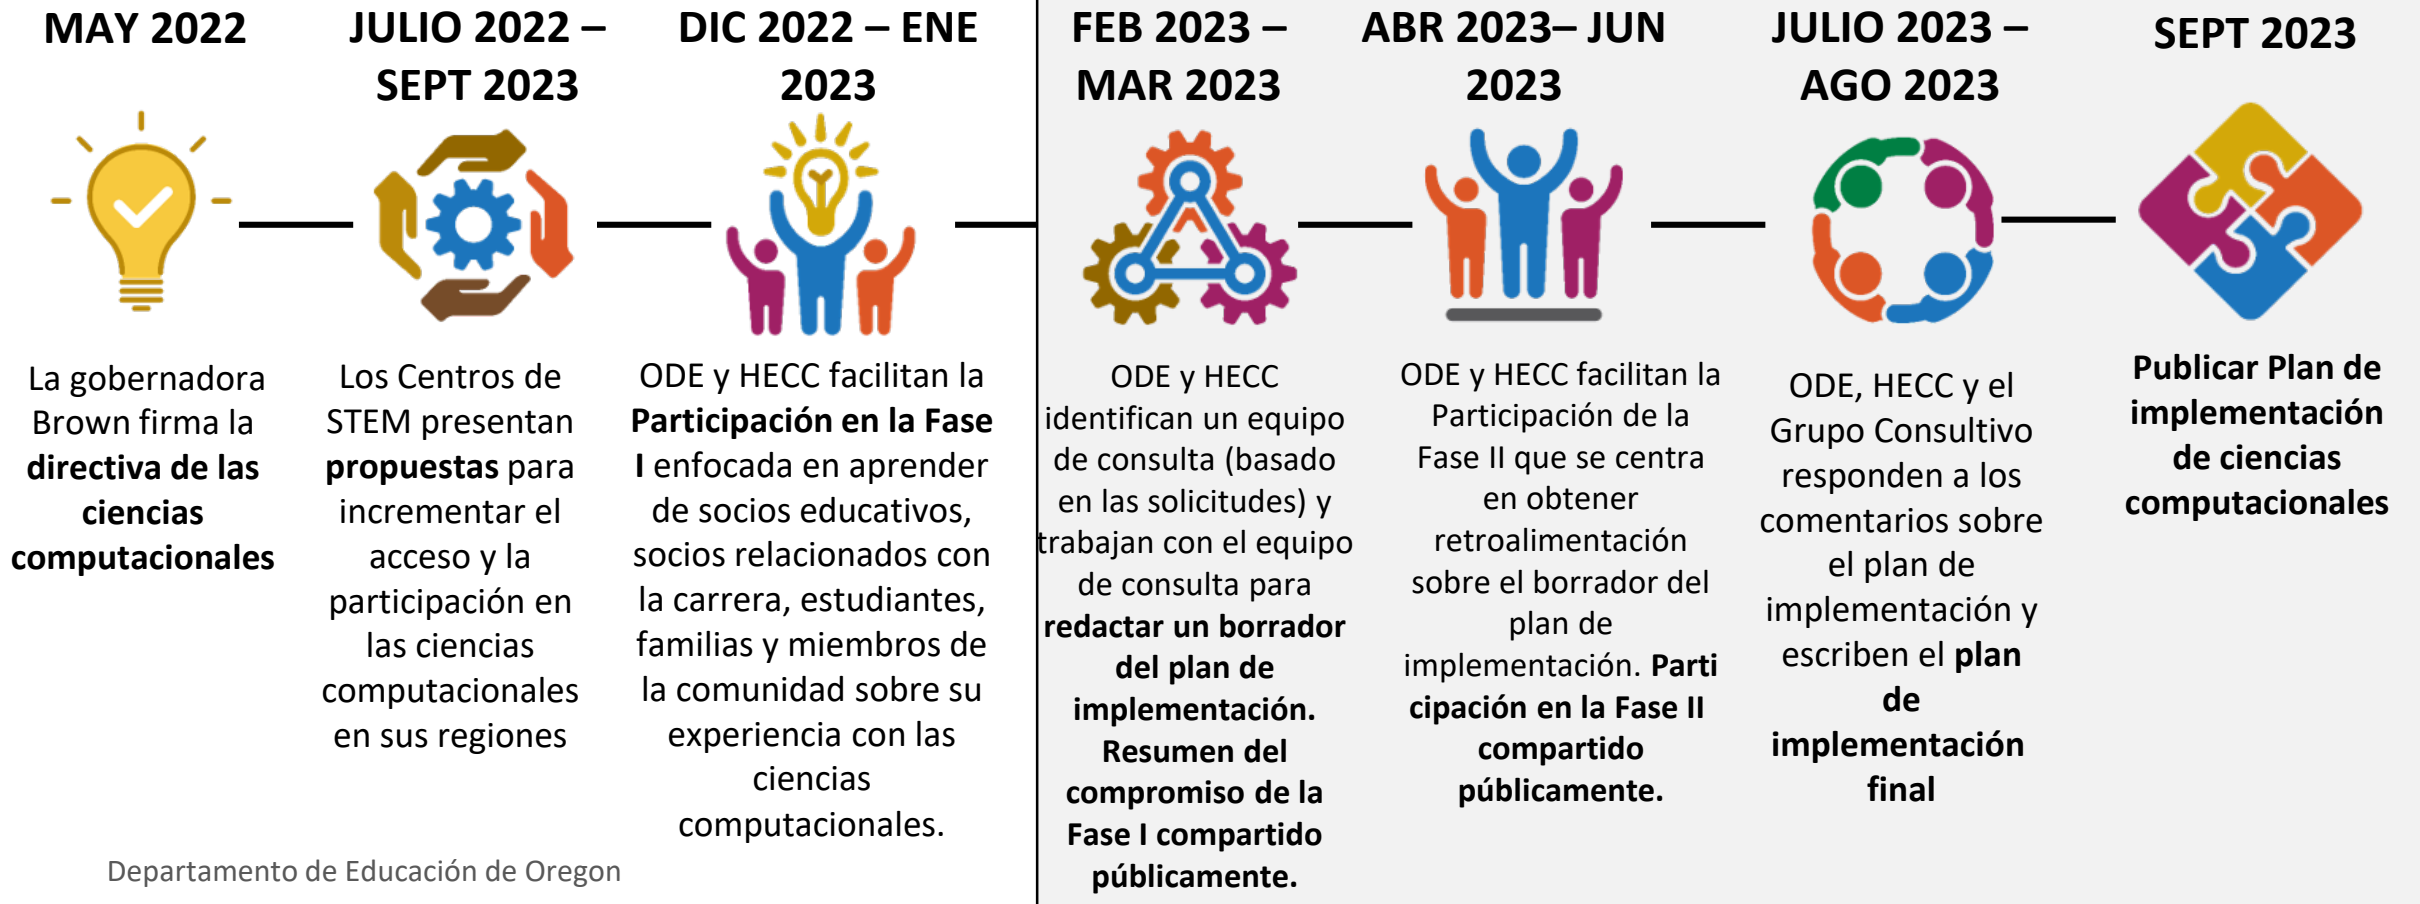 MAY 2022
La gobernadora
Brown firma la
directiva de las
ciencias
computacionales
JULIO 2022 –
SEPT 2023
Los Centros de
STEM presentan
propuestas para
incrementar el
acceso y la
participación en
las ciencias
computacionales
en sus regiones
DIC 2022 – ENE
2023
ODE y HECC facilitan la
Participación en la Fase
I enfocada en aprender
de socios educativos,
socios relacionados con
la carrera, estudiantes,
familias y miembros de
la comunidad sobre su
experiencia con las
ciencias
computacionales.
FEB 2023 –
MAR 2023
ODE y HECC
identifican un equipo
de consulta (basado
en las solicitudes) y
trabajan con el equipo
de consulta para
redactar un borrador
del plan de
implementación.
Resumen del
compromiso de la
Fase I compartido
públicamente.
ABR 2023– JUN
2023
ODE y HECC facilitan la
Participación de la
Fase II que se centra
en obtener
retroalimentación
sobre el borrador del
plan de
implementación. Parti
cipación en la Fase II
compartido
públicamente.
JULIO 2023 –
AGO 2023
ODE, HECC y el
Grupo Consultivo
responden a los
comentarios sobre
el plan de
implementación y
escriben el plan
de
implementación
final
SEPT 2023
Publicar Plan de
implementación
de ciencias
computacionales
Departamento de Educación de Oregon